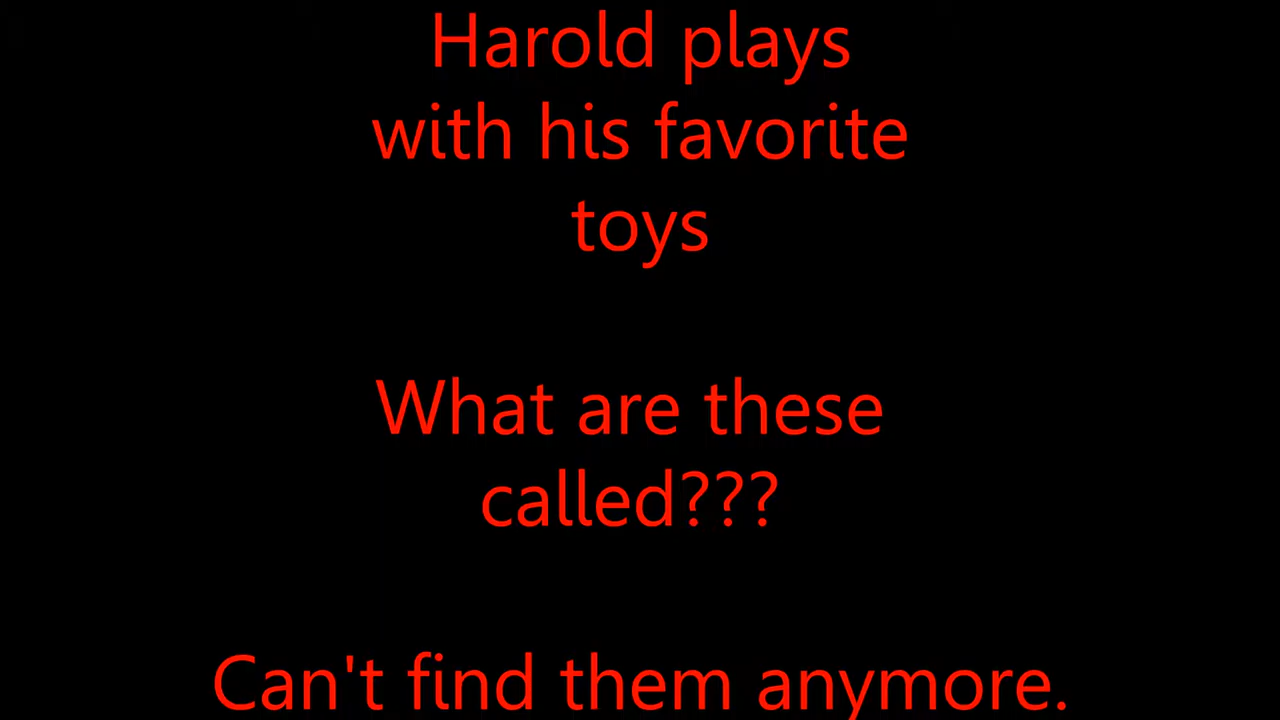 Harold plays
with his favorite
toys
What are these
called???
Can't find them anymore.